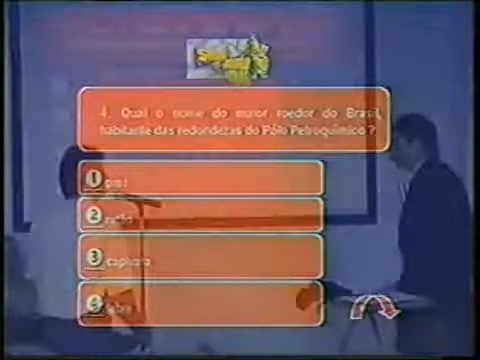 4. Qual o nome do maior roedor do Brasil,
habitante das redondezas do Pólo Petroquímico ?
1
2
3 capivara
4